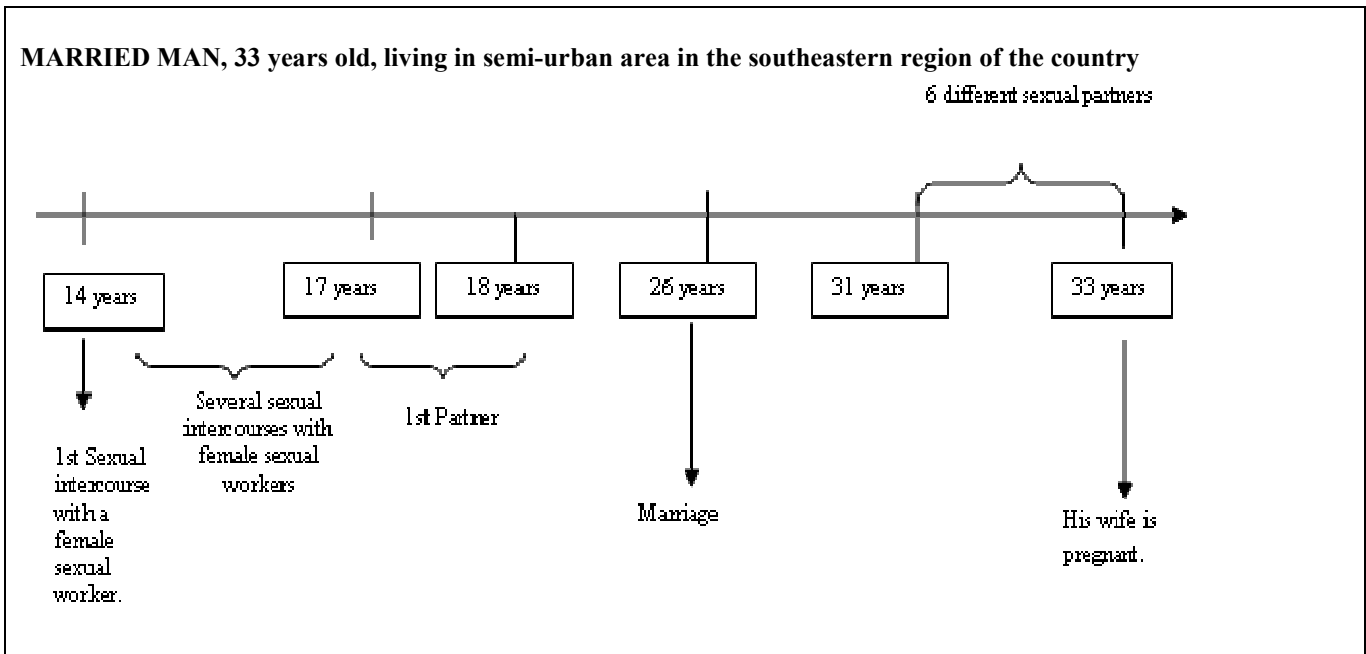 MARRIED MAN, 33 years old, living in semi-urban area in the southeastern region of the country
6 different sexual partners
14 years
17 years
18 years
26 years
31 years
33 years
1st Sexual
intercourse
with a
female
sexual
worker.
Several sexual
intercourses with
female sexual
workers
1st Partner
Marriage
His wife is
pregnant.